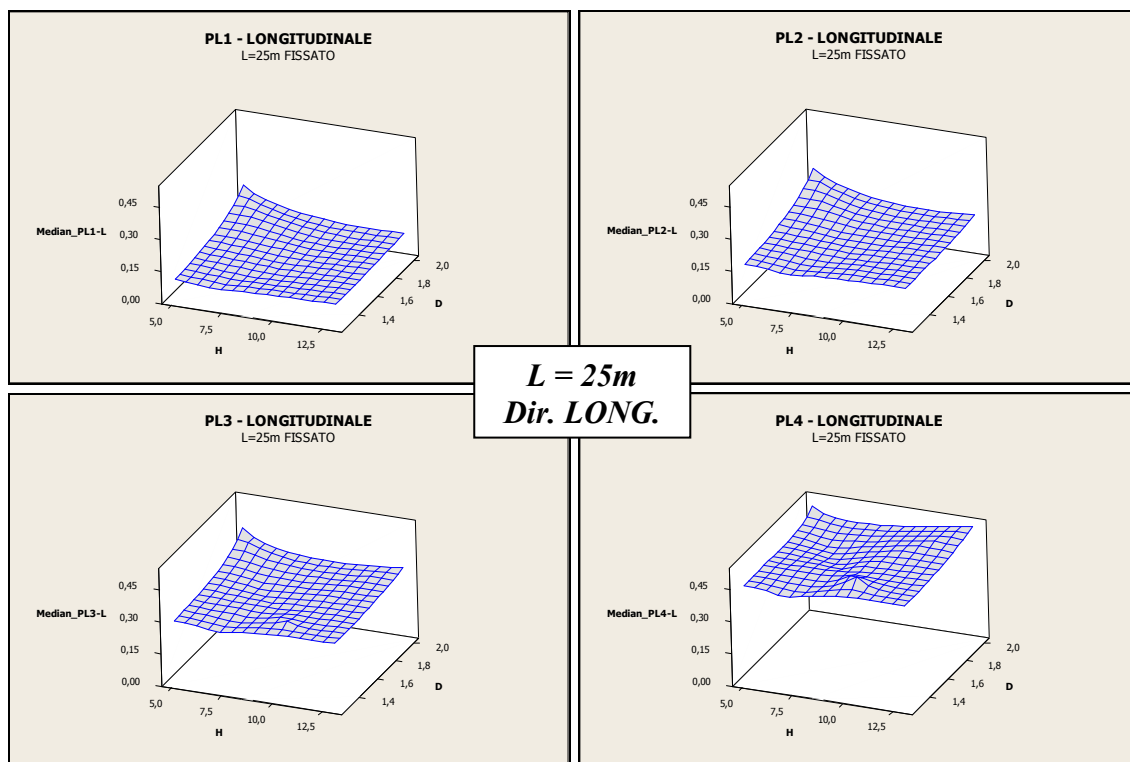 PL1 - LONGITUDINALE
L=25m FISSATO
Median_PL1-L
0,45
0,30
0,15
0,00
5,0
7,5
10,0
12,5
H
1,4
1,6
1,8
2,0
D
PL2 - LONGITUDINALE
L=25m FISSATO
Median_PL2-L
0,45
0,30
0,15
0,00
5,0
7,5
10,0
12,5
H
1,4
1,6
1,8
2,0
D
L = 25m
Dir. LONG.
PL3 - LONGITUDINALE
L=25m FISSATO
Median_PL3-L
0,45
0,30
0,15
0,00
5,0
7,5
10,0
12,5
H
1,4
1,6
1,8
2,0
D
PL4 - LONGITUDINALE
L=25m FISSATO
Median_PL4-L
0,45
0,30
0,15
0,00
5,0
7,5
10,0
12,5
H
1,4
1,6
1,8
2,0
D